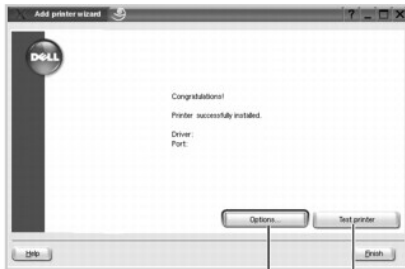 Add printer wizard
DELL
Congratulations!
Printer successfully installed.
Driver:
Port:
Options...
Test printer
Help
Finish